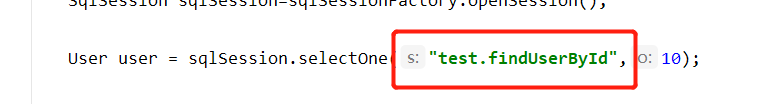 SqlSession sqlSession=sqlSessionFactory.openSession();
User user = sqlSession.selectOne( s: "test.findUserById", o: 10);